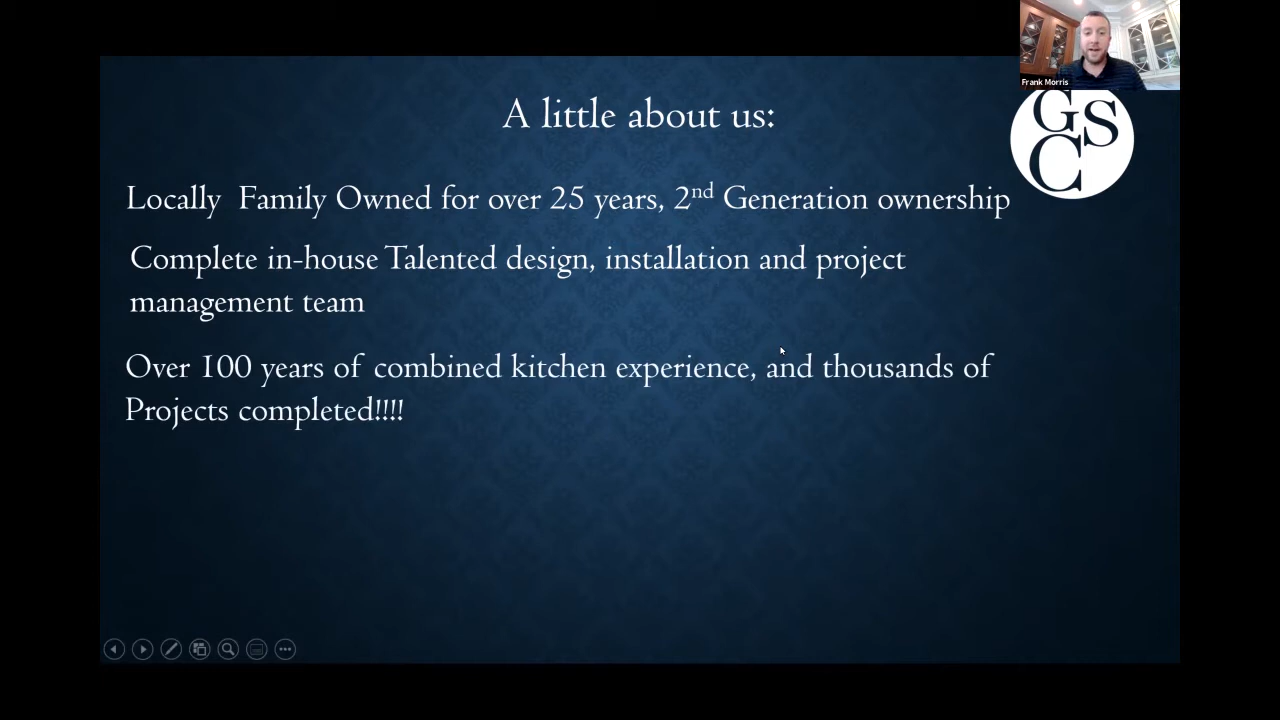 Frank Morris
A little about us:
GSC
Locally Family Owned for over 25 years, 2nd Generation ownership
Complete in-house Talented design, installation and project
management team
Over 100 years of combined kitchen experience, and thousands of
Projects completed!!!!